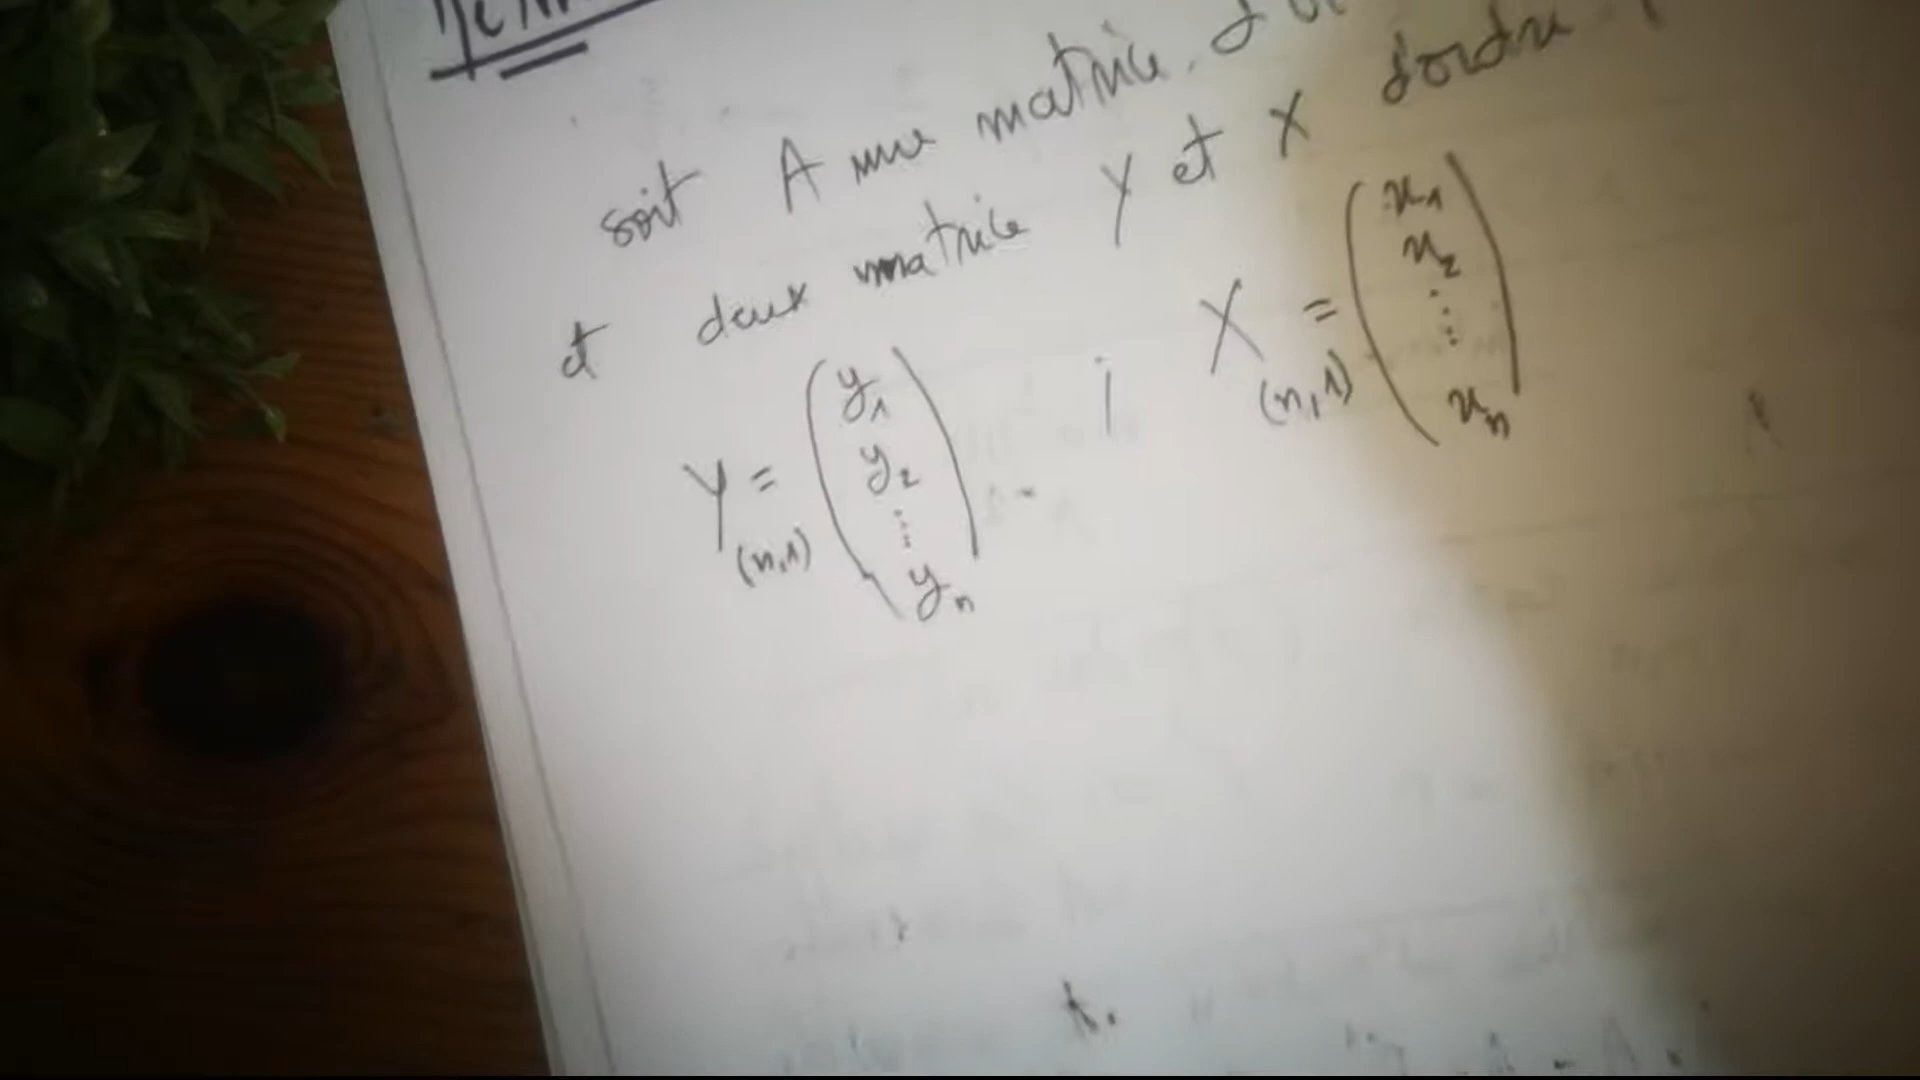 soit A une matrice
et deux matrice Y et X d'ordre
Y(n,1) = (y1 y2 ⋮ yn) ; X(n,1) = (x1 x2 ⋮ xn)